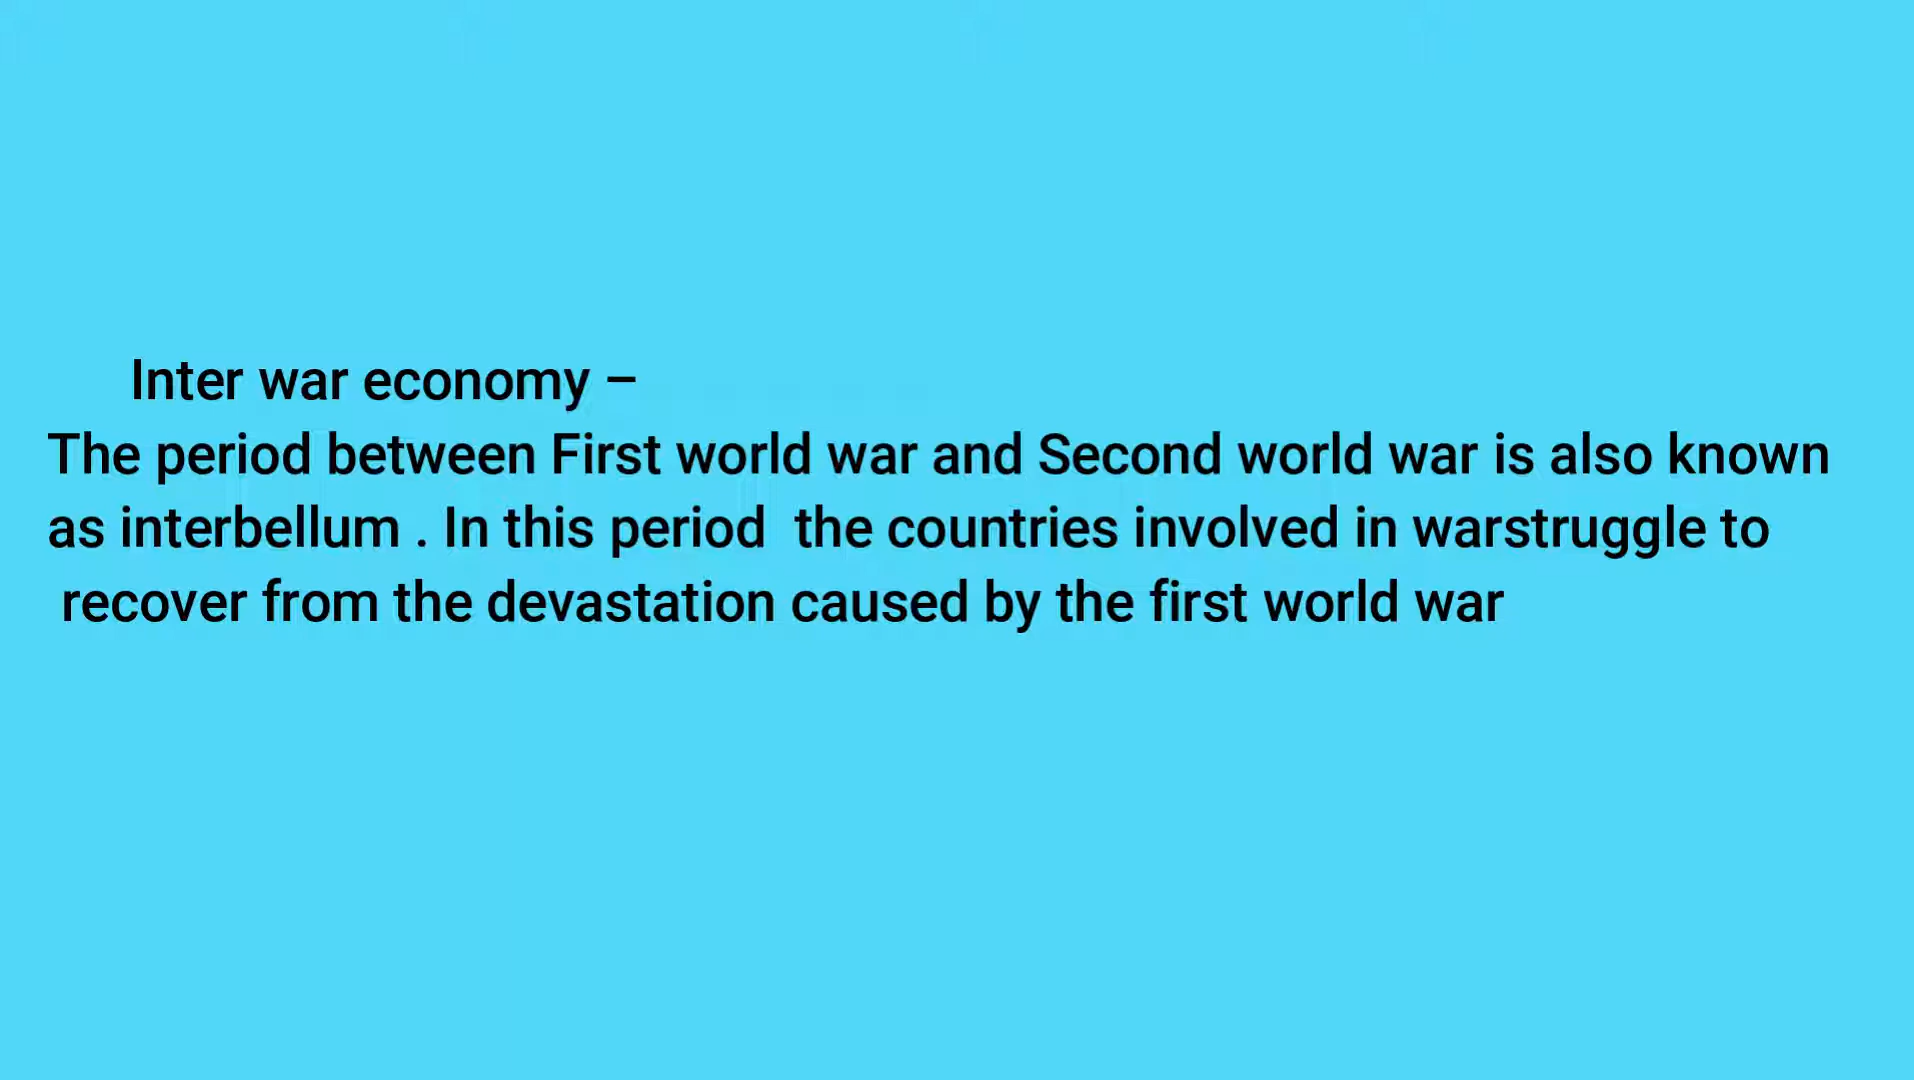 Inter war economy –
The period between First world war and Second world war is also known
as interbellum . In this period  the countries involved in warstruggle to
recover from the devastation caused by the first world war